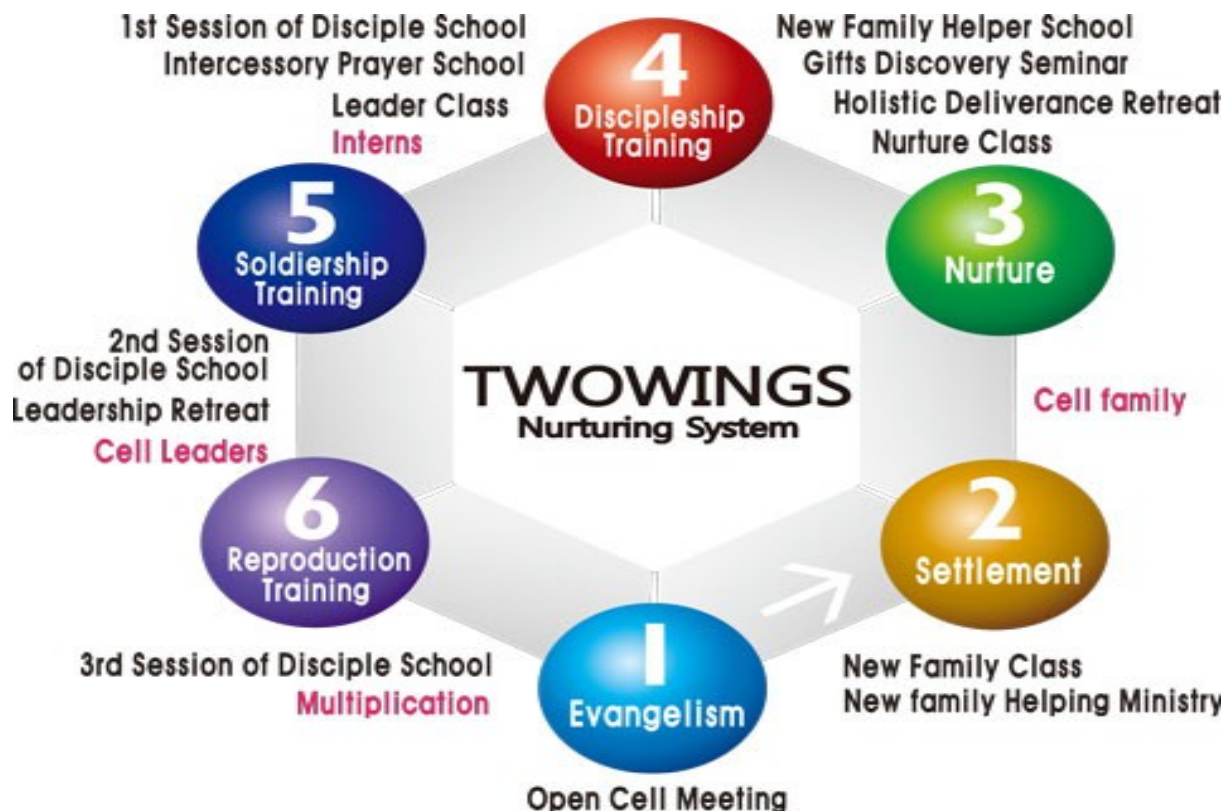 1st Session of Disciple School
Intercessory Prayer School
Leader Class
Interns
4
Discipleship
Training
New Family Helper School
Gifts Discovery Seminar
Holistic Deliverance Retreat
Nurture Class
5
Soldiership
Training
3
Nurture
2nd Session
of Disciple School
Leadership Retreat
Cell Leaders
TWOWINGS
Nurturing System
Cell family
6
Reproduction
Training
2
Settlement
3rd Session of Disciple School
Multiplication
1
Evangelism
New Family Class
New family Helping Ministry
Open Cell Meeting